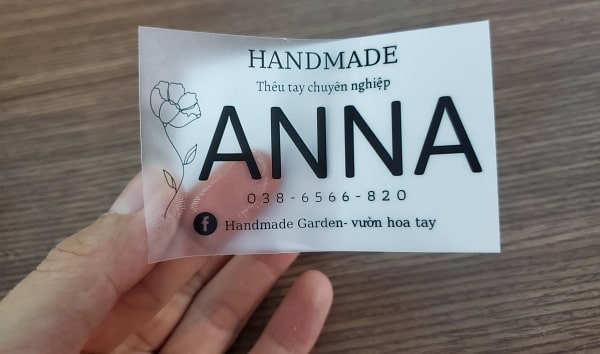 HANDMADE
Thêu tay chuyên nghiệp
ANNA
038-6566-820
f Handmade Garden- vườn hoa tay